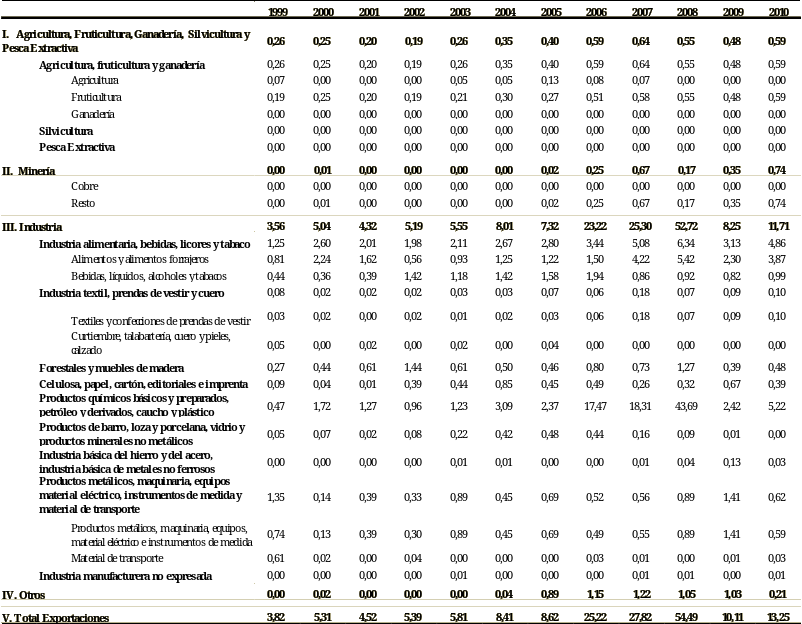 1999 2000 2001 2002 2003 2004 2005 2006 2007 2008 2009 2010
I. Agricultura, Fruticultura, Ganadería, Silvicultura y
Pesca Extractiva 0,26 0,25 0,20 0,19 0,26 0,35 0,40 0,59 0,64 0,55 0,48 0,59
Agricultura, fruticultura y ganadería 0,26 0,25 0,20 0,19 0,26 0,35 0,40 0,59 0,64 0,55 0,48 0,59
Agricultura 0,07 0,00 0,00 0,00 0,05 0,05 0,13 0,08 0,07 0,00 0,00 0,00
Fruticultura 0,19 0,25 0,20 0,19 0,21 0,30 0,27 0,51 0,58 0,55 0,48 0,59
Ganadería 0,00 0,00 0,00 0,00 0,00 0,00 0,00 0,00 0,00 0,00 0,00 0,00
Silvicultura 0,00 0,00 0,00 0,00 0,00 0,00 0,00 0,00 0,00 0,00 0,00 0,00
Pesca Extractiva 0,00 0,00 0,00 0,00 0,00 0,00 0,00 0,00 0,00 0,00 0,00 0,00
II. Minería 0,00 0,01 0,00 0,00 0,00 0,00 0,02 0,25 0,67 0,17 0,35 0,74
Cobre 0,00 0,00 0,00 0,00 0,00 0,00 0,00 0,00 0,00 0,00 0,00 0,00
Resto 0,00 0,01 0,00 0,00 0,00 0,00 0,02 0,25 0,67 0,17 0,35 0,74
III. Industria 3,56 5,04 4,32 5,19 5,55 8,01 7,32 23,22 25,30 52,72 8,25 11,71
Industria alimentaria, bebidas, licores y tabaco 1,25 2,60 2,01 1,98 2,11 2,67 2,80 3,44 5,08 6,34 3,13 4,86
Alimentos y alimentos forrajeros 0,81 2,24 1,62 0,56 0,93 1,25 1,22 1,50 4,22 5,42 2,30 3,87
Bebidas, líquidos, alcoholes y tabacos 0,44 0,36 0,39 1,42 1,18 1,42 1,58 1,94 0,86 0,92 0,82 0,99
Industria textil, prendas de vestir y cuero 0,08 0,02 0,02 0,02 0,03 0,03 0,07 0,06 0,18 0,07 0,09 0,10
Textiles y confecciones de prendas de vestir 0,03 0,02 0,00 0,02 0,01 0,02 0,03 0,06 0,18 0,07 0,09 0,10
Curtiembre, talabartería, cuero y pieles,
calzado 0,05 0,00 0,02 0,00 0,02 0,00 0,04 0,00 0,00 0,00 0,00 0,00
Forestales y muebles de madera 0,27 0,44 0,61 1,44 0,61 0,50 0,46 0,80 0,73 1,27 0,39 0,48
Celulosa, papel, cartón, editoriales e imprenta 0,09 0,04 0,01 0,39 0,44 0,85 0,45 0,49 0,26 0,32 0,67 0,39
Productos químicos básicos y preparados,
petróleo y derivados, caucho y plástico 0,47 1,72 1,27 0,96 1,23 3,09 2,37 17,47 18,31 43,69 2,42 5,22
Productos de barro, loza y porcelana, vidrio y
productos minerales no metálicos 0,05 0,07 0,02 0,08 0,22 0,42 0,48 0,44 0,16 0,09 0,01 0,00
Industria básica del hierro y del acero,
industria básica de metales no ferrosos 0,00 0,00 0,00 0,00 0,01 0,01 0,00 0,00 0,01 0,04 0,13 0,03
Productos metálicos, maquinaria, equipos
material eléctrico, instrumentos de medida y
material de transporte 1,35 0,14 0,39 0,33 0,89 0,45 0,69 0,52 0,56 0,89 1,41 0,62
Productos metálicos, maquinaria, equipos,
material eléctrico e instrumentos de medida 0,74 0,13 0,39 0,30 0,89 0,45 0,69 0,49 0,55 0,89 1,41 0,59
Material de transporte 0,61 0,02 0,00 0,04 0,00 0,00 0,00 0,03 0,01 0,00 0,01 0,03
Industria manufacturera no expresada 0,00 0,00 0,00 0,00 0,01 0,00 0,00 0,00 0,01 0,01 0,01 0,01
IV. Otros 0,00 0,02 0,00 0,00 0,00 0,04 0,89 1,15 1,22 1,05 1,03 0,21
V. Total Exportaciones 3,82 5,31 4,52 5,39 5,81 8,41 8,62 25,22 27,82 54,49 10,11 13,25